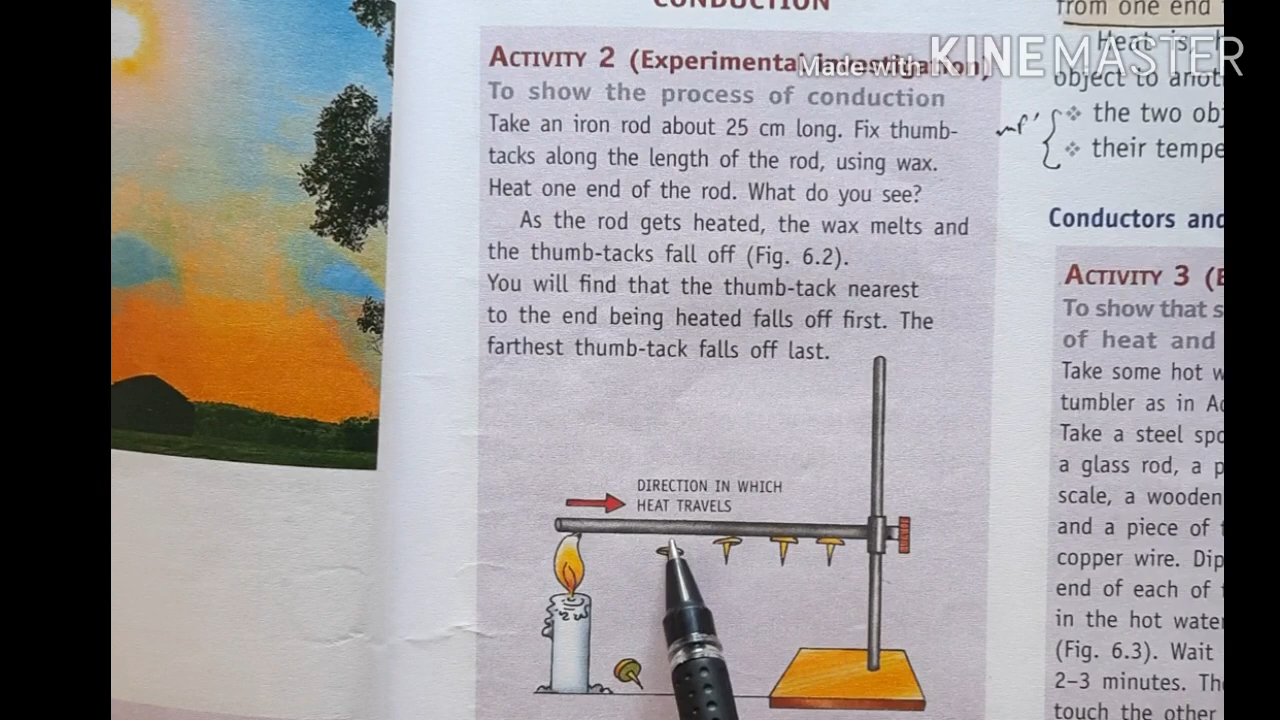 CONDUCTION
ACTIVITY 2 (Experimental investigation)
To show the process of conduction
Take an iron rod about 25 cm long. Fix thumb-
tacks along the length of the rod, using wax.
Heat one end of the rod. What do you see?
As the rod gets heated, the wax melts and
the thumb-tacks fall off (Fig. 6.2).
You will find that the thumb-tack nearest
to the end being heated falls off first. The
farthest thumb-tack falls off last.
DIRECTION IN WHICH
HEAT TRAVELS
Made with KINEMASTER
from one end
Heat is
object to anot
the two obj
their tempe
Conductors and
ACTIVITY 3 (E
To show that s
of heat and
Take some hot w
tumbler as in Ac
Take a steel spo
a glass rod, a p
scale, a wooden
and a piece of
copper wire. Dip
end of each of
in the hot water
(Fig. 6.3). Wait
2–3 minutes. The
touch the other